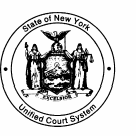 State of New York
EXCELSIOR
Unified Court System